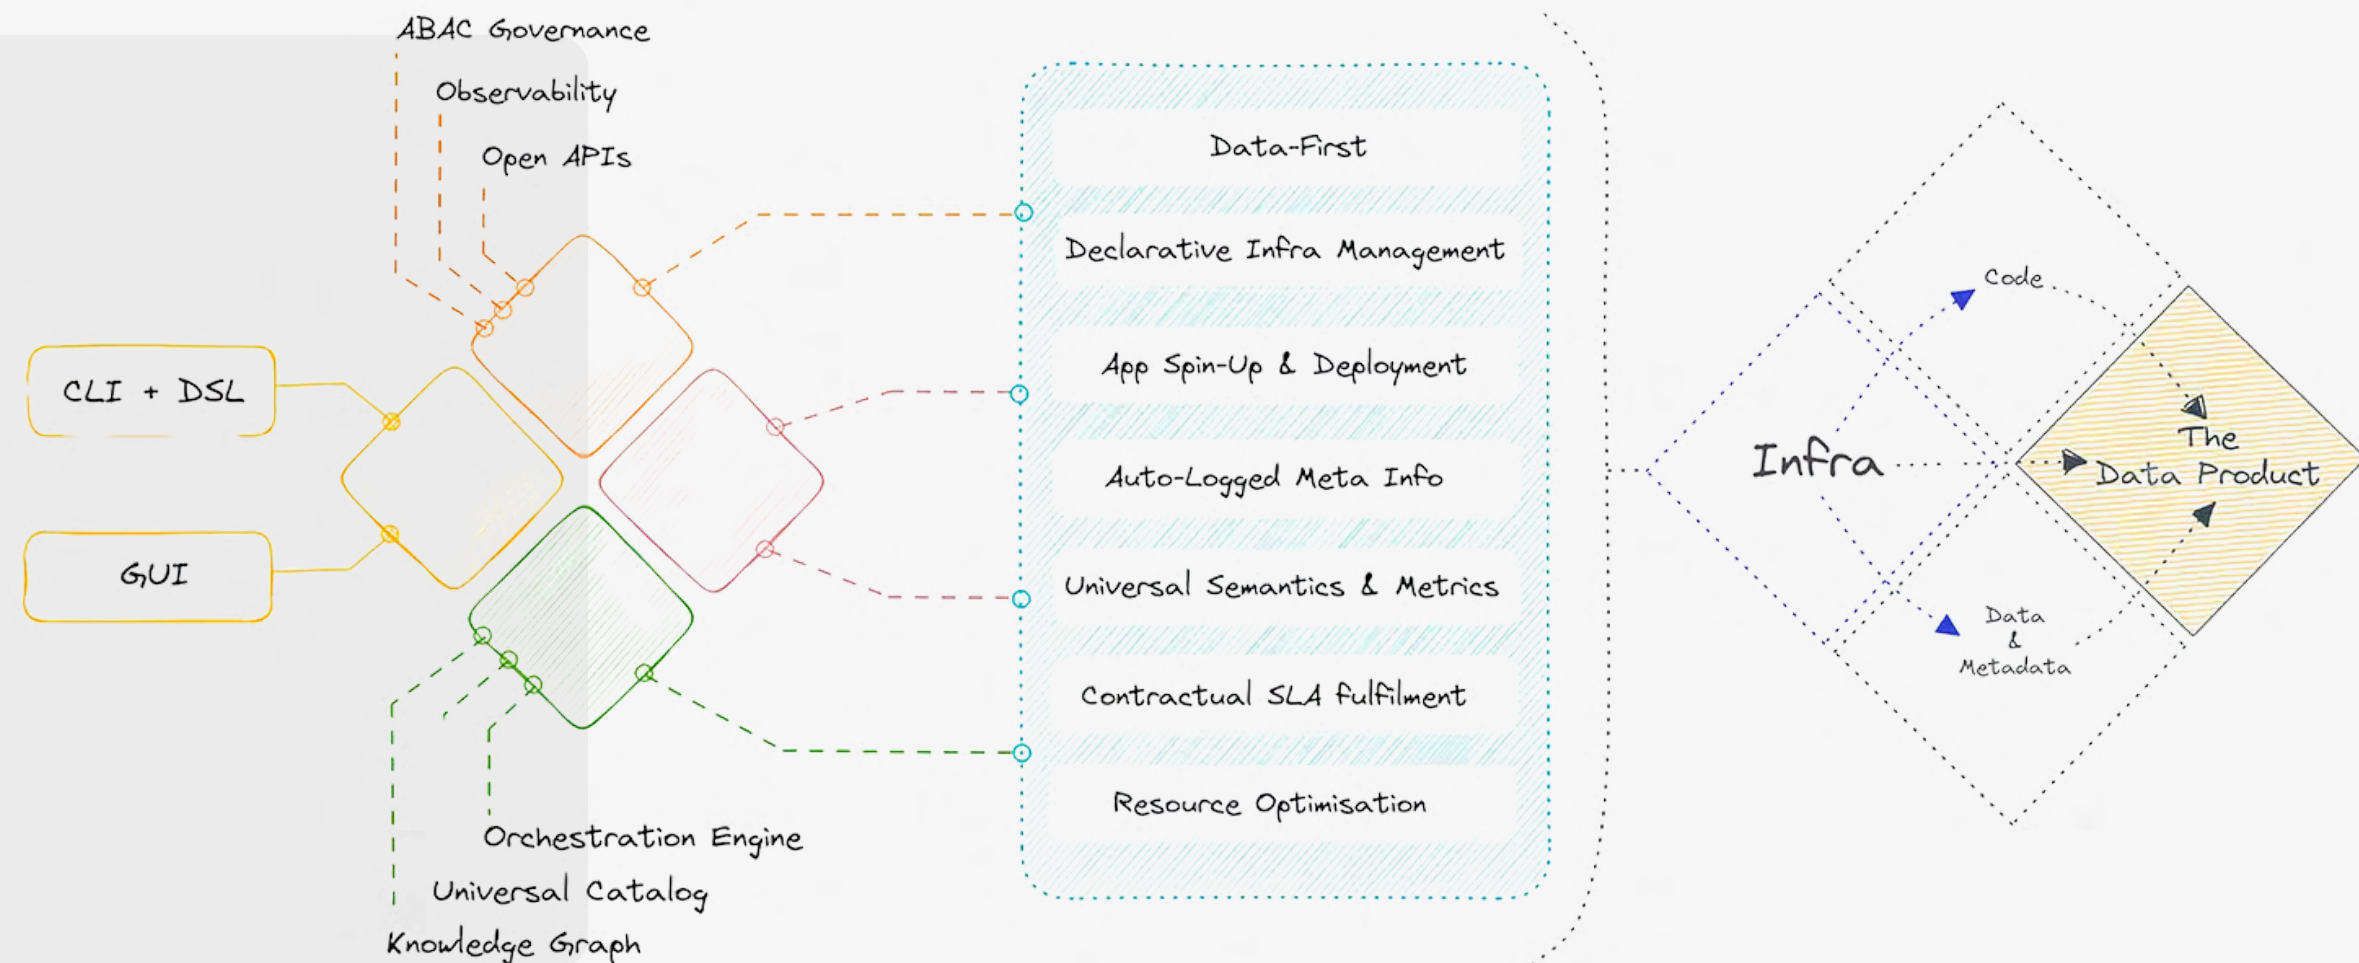 ABAC Governance
Observability
Open APIs
CLI + DSL
GUI
Orchestration Engine
Universal Catalog
Knowledge Graph
Data-First
Declarative Infra Management
App Spin-Up & Deployment
Auto-Logged Meta Info
Universal Semantics & Metrics
Contractual SLA fulfilment
Resource Optimisation
Infra
Code
Data
&
Metadata
The
Data Product